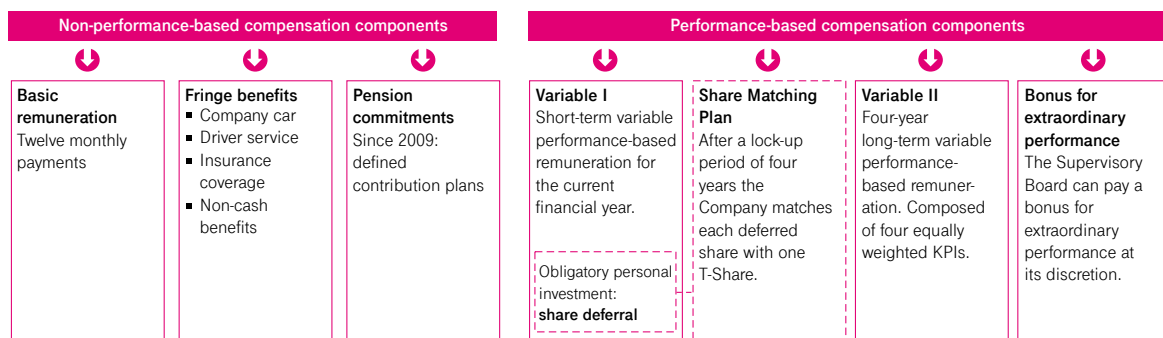 Non-performance-based compensation components
Performance-based compensation components
Basic
remuneration
Twelve monthly
payments
Fringe benefits
▪ Company car
▪ Driver service
▪ Insurance
coverage
▪ Non-cash
benefits
Pension
commitments
Since 2009:
defined
contribution plans
Variable I
Short-term variable
performance-based
remuneration for
the current
financial year.
Obligatory personal
investment:
share deferral
Share Matching
Plan
After a lock-up
period of four
years the
Company matches
each deferred
share with one
T-Share.
Variable II
Four-year
long-term variable
performance-
based remuner-
ation. Composed
of four equally
weighted KPIs.
Bonus for
extraordinary
performance
The Supervisory
Board can pay a
bonus for
extraordinary
performance at
its discretion.